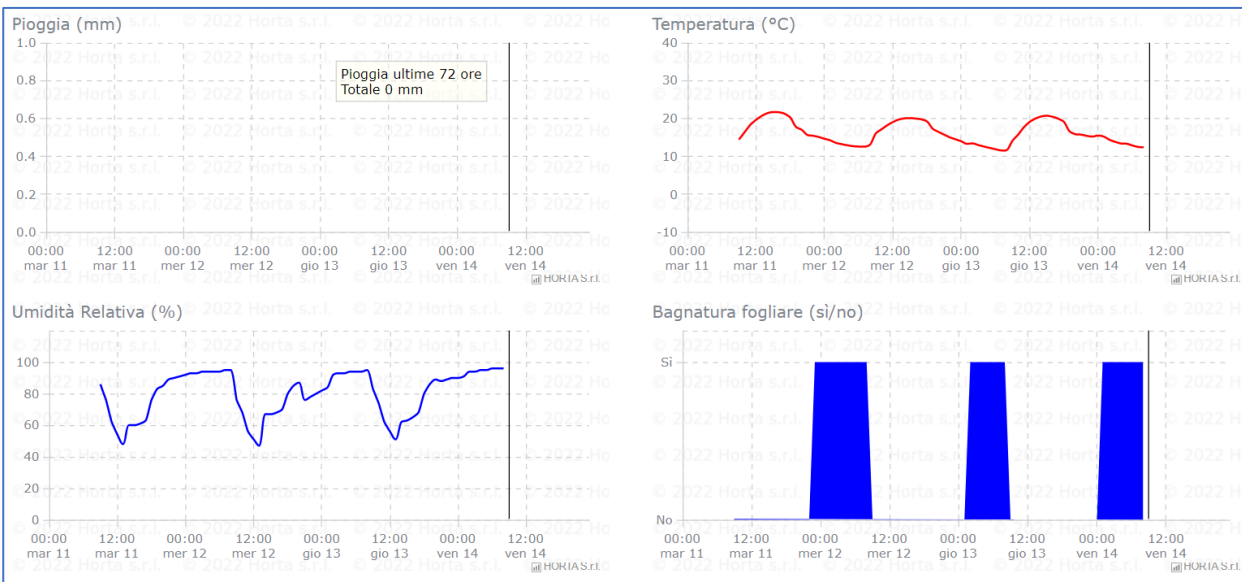 Pioggia (mm)
1.0
0.8
0.6
0.4
0.2
0.0
Pioggia ultime 72 ore
Totale 0 mm
00:00 12:00 00:00 12:00 00:00 12:00 00:00 12:00
mar 11 mar 11 mer 12 mer 12 gio 13 gio 13 ven 14 ven 14
HORTA S.r.l.
Temperatura (°C)
40
30
20
10
0
-10
00:00 12:00 00:00 12:00 00:00 12:00 00:00 12:00
mar 11 mar 11 mer 12 mer 12 gio 13 gio 13 ven 14 ven 14
HORTA S.r.l.
Umidità Relativa (%)
100
80
60
40
20
0
00:00 12:00 00:00 12:00 00:00 12:00 00:00 12:00
mar 11 mar 11 mer 12 mer 12 gio 13 gio 13 ven 14 ven 14
HORTA S.r.l.
Bagnatura fogliare (sì/no)
Sì
No
00:00 12:00 00:00 12:00 00:00 12:00 00:00 12:00
mar 11 mar 11 mer 12 mer 12 gio 13 gio 13 ven 14 ven 14
HORTA S.r.l.
© 2022 Horta s.r.l.